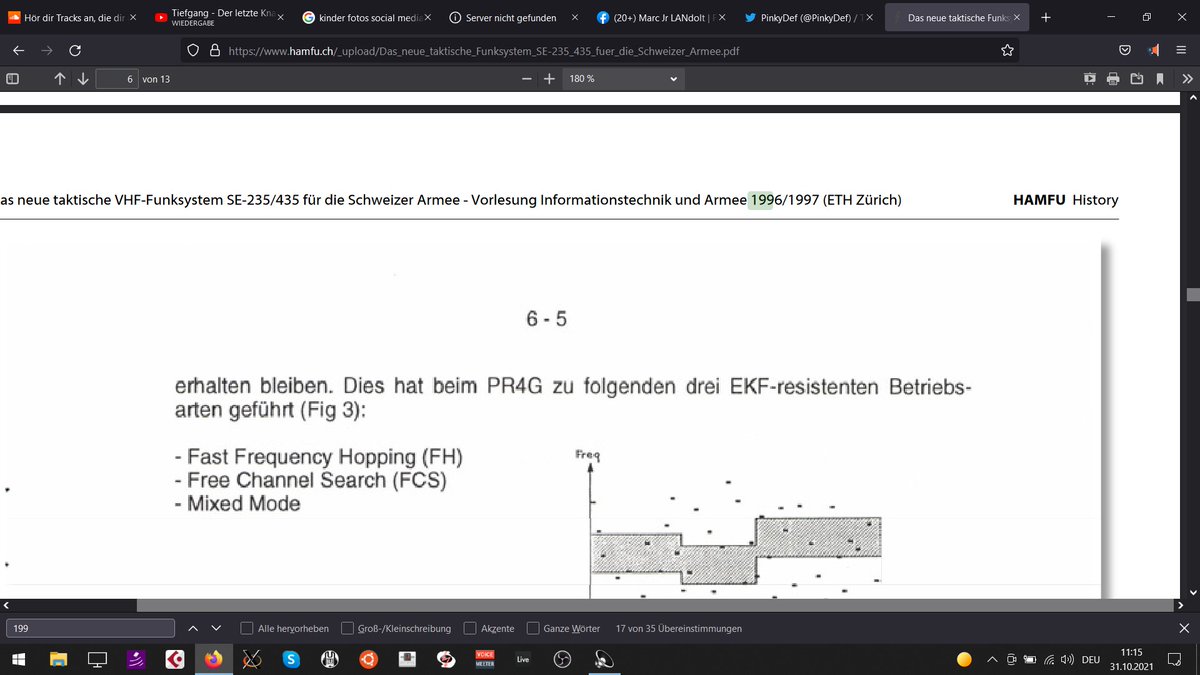 Hör dir Tracks an, die dir
Tiefgang - Der letzte Kna
WIEDERGABE
kinder fotos social media
Server nicht gefunden
(20+) Marc Jr LANdolt |
PinkyDef (@PinkyDef) /
Das neue taktische Funks
https://www.hamfu.ch/_upload/Das_neue_taktische_Funksystem_SE-235_435_fuer_die_Schweizer_Armee.pdf
6 von 13
180 %
as neue taktische VHF-Funksystem SE-235/435 für die Schweizer Armee - Vorlesung Informationstechnik und Armee 1996/1997 (ETH Zürich)
HAMFU History
6 - 5
erhalten bleiben. Dies hat beim PR4G zu folgenden drei EKF-resistenten Betriebs-
arten geführt (Fig 3):
- Fast Frequency Hopping (FH)
- Free Channel Search (FCS)
- Mixed Mode
Freq
199
Alle hervorheben
Groß-/Kleinschreibung
Akzente
Ganze Wörter
17 von 35 Übereinstimmungen
VOICE
MEETER
Live
DEU
11:15
31.10.2021